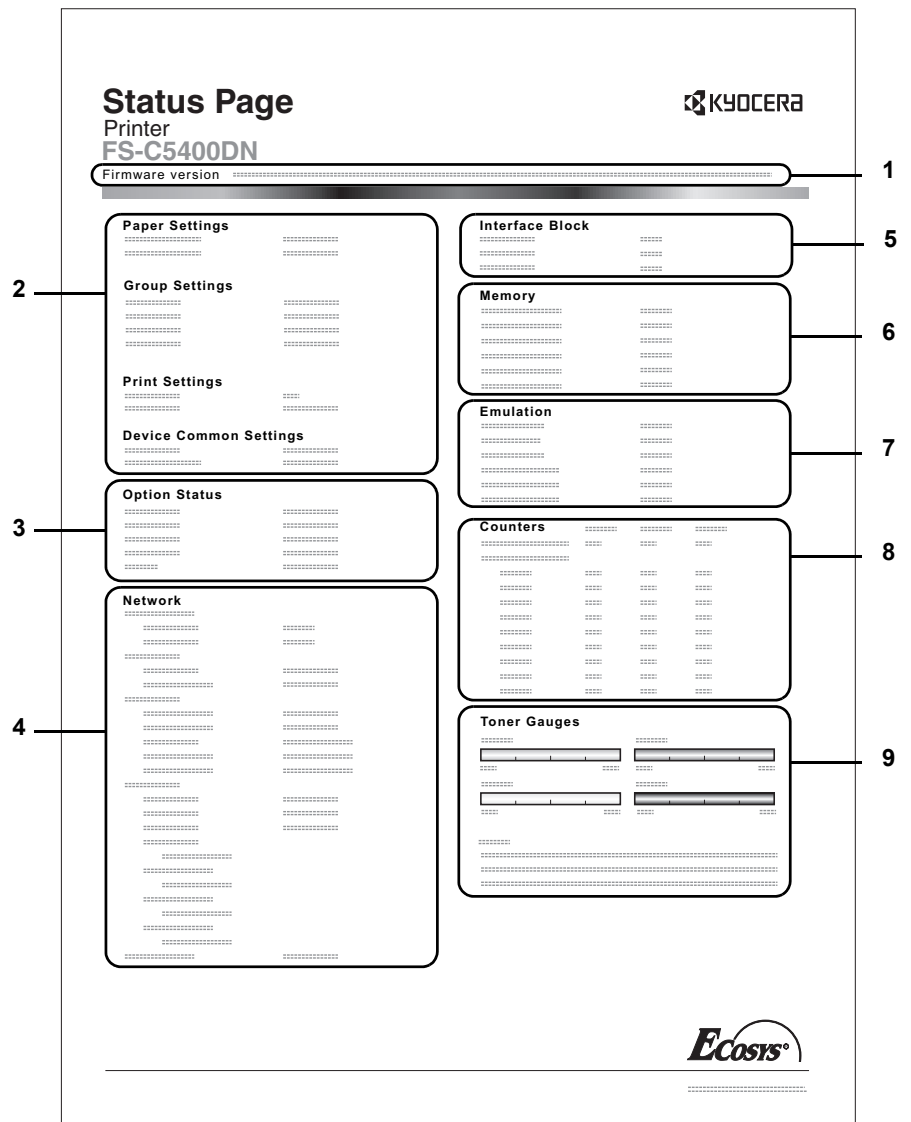 Status Page
KYOCERA
Printer
FS-C5400DN
Firmware version
1
Paper Settings
Group Settings
Print Settings
Device Common Settings
2
Option Status
3
Network
4
Interface Block
5
Memory
6
Emulation
7
Counters
8
Toner Gauges
9
ECOSYS